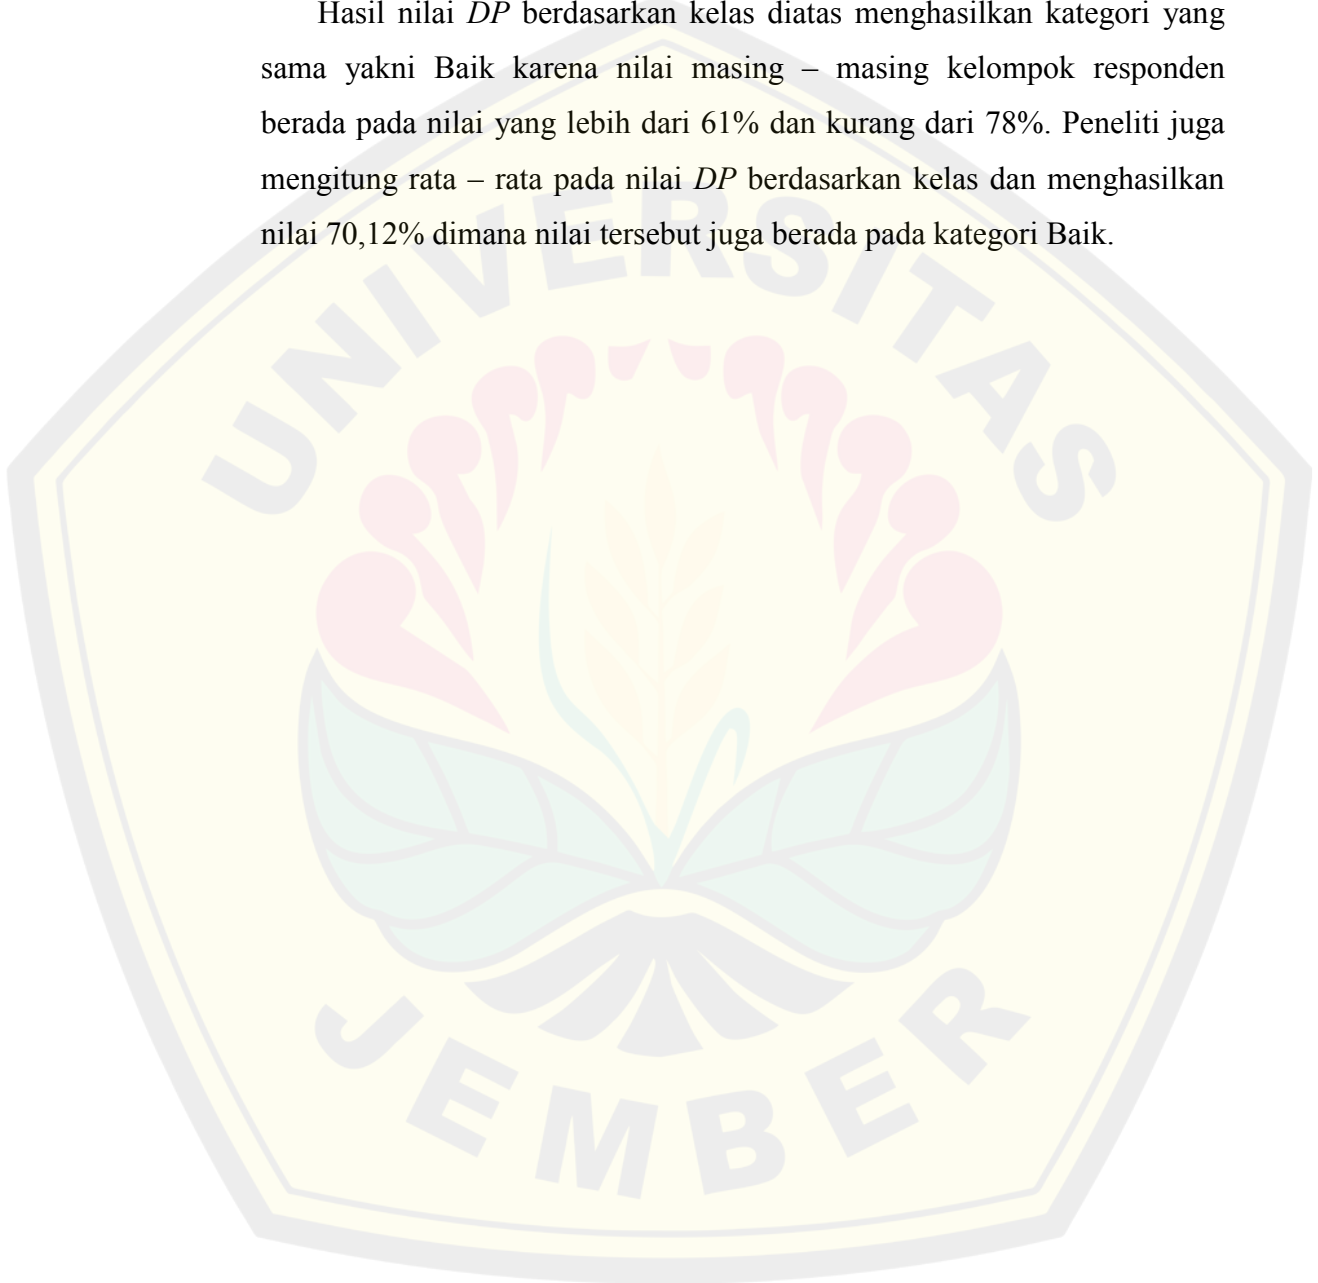 Hasil nilai DP berdasarkan kelas diatas menghasilkan kategori yang
sama yakni Baik karena nilai masing – masing kelompok responden
berada pada nilai yang lebih dari 61% dan kurang dari 78%. Peneliti juga
mengitung rata – rata pada nilai DP berdasarkan kelas dan menghasilkan
nilai 70,12% dimana nilai tersebut juga berada pada kategori Baik.
UNIVERSITAS
JEMBER